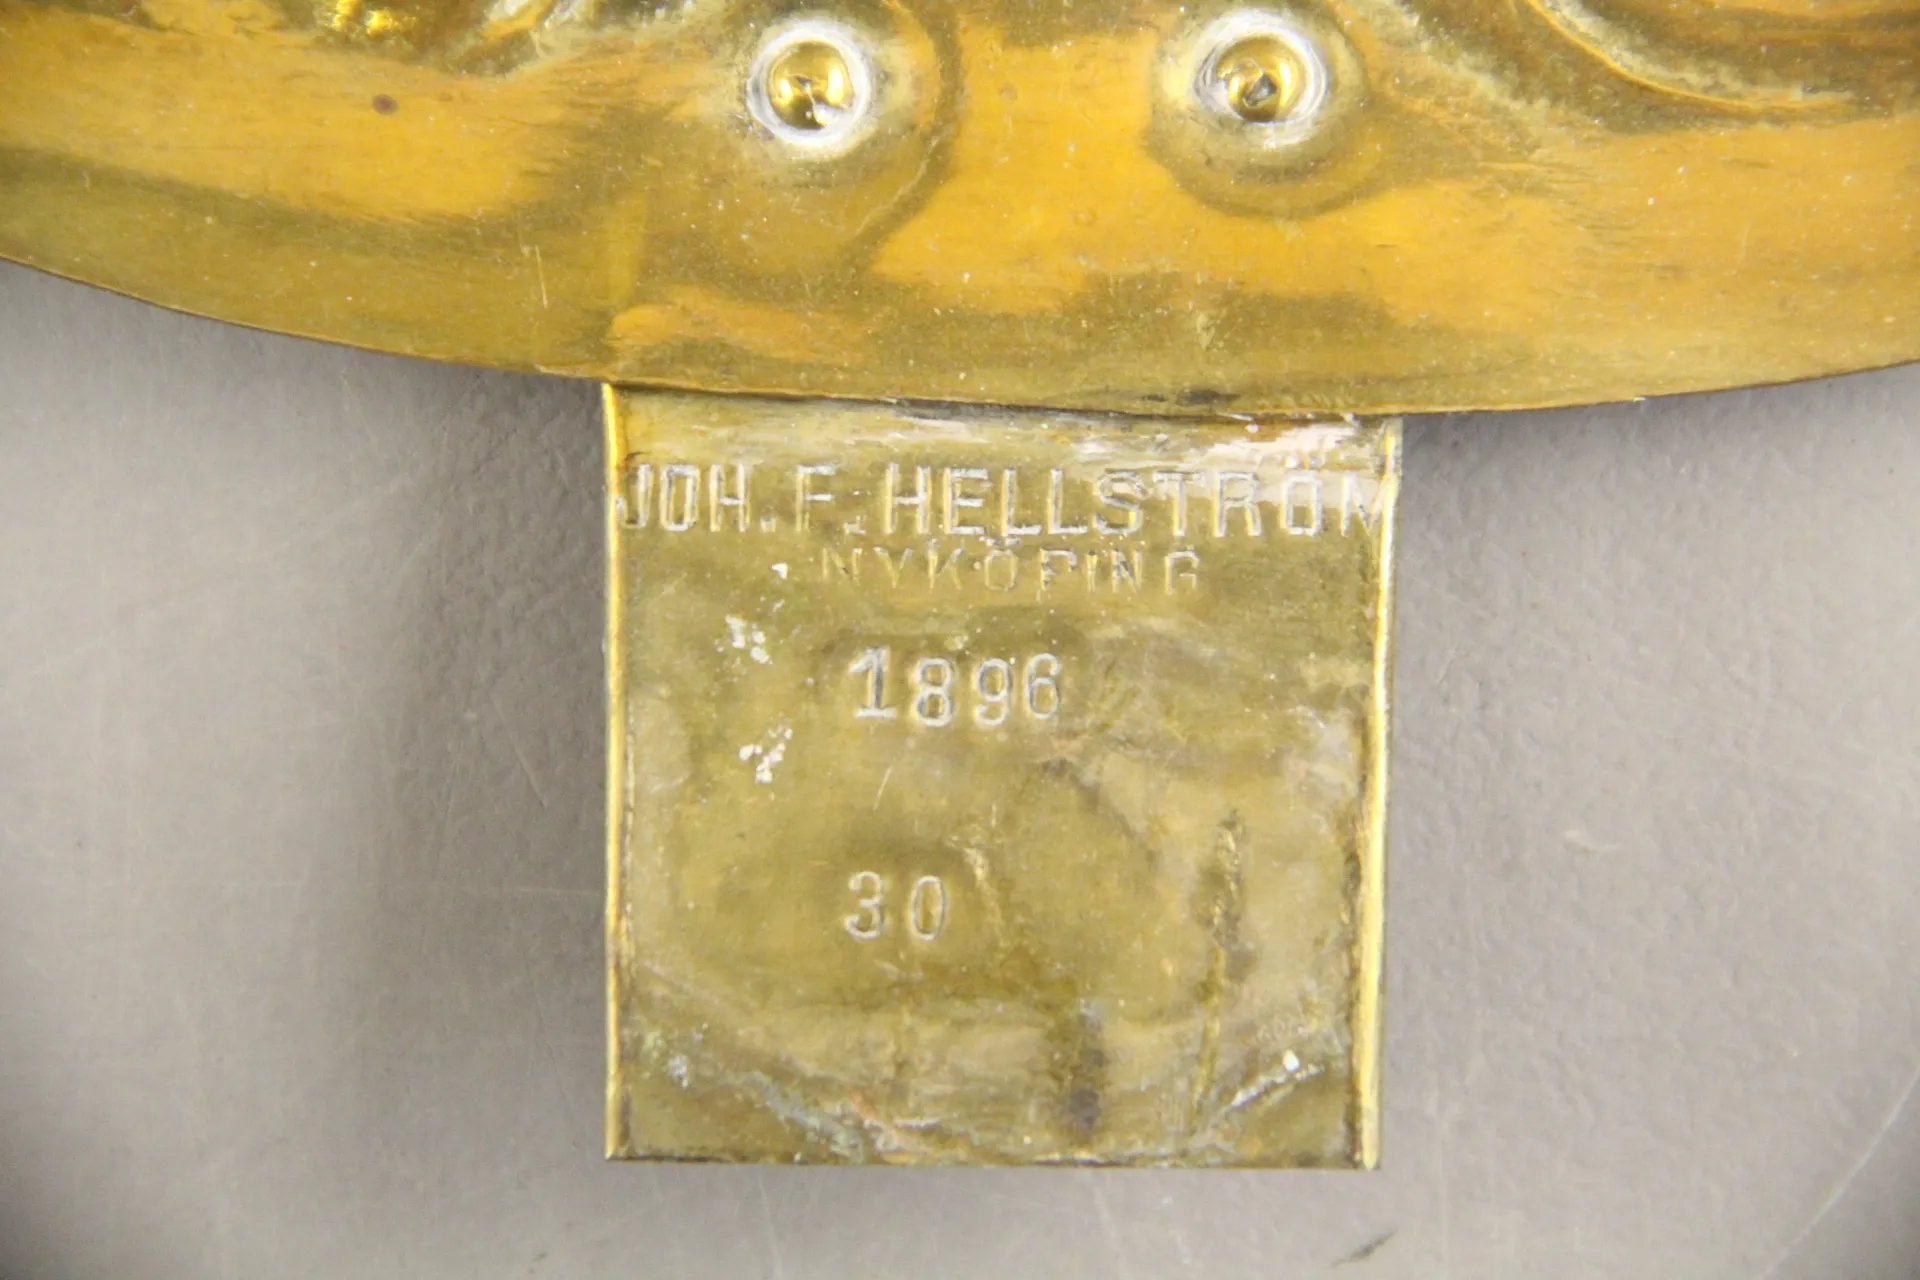 JOH. F. HELLSTRÖM
NYKÖPING
1896
30